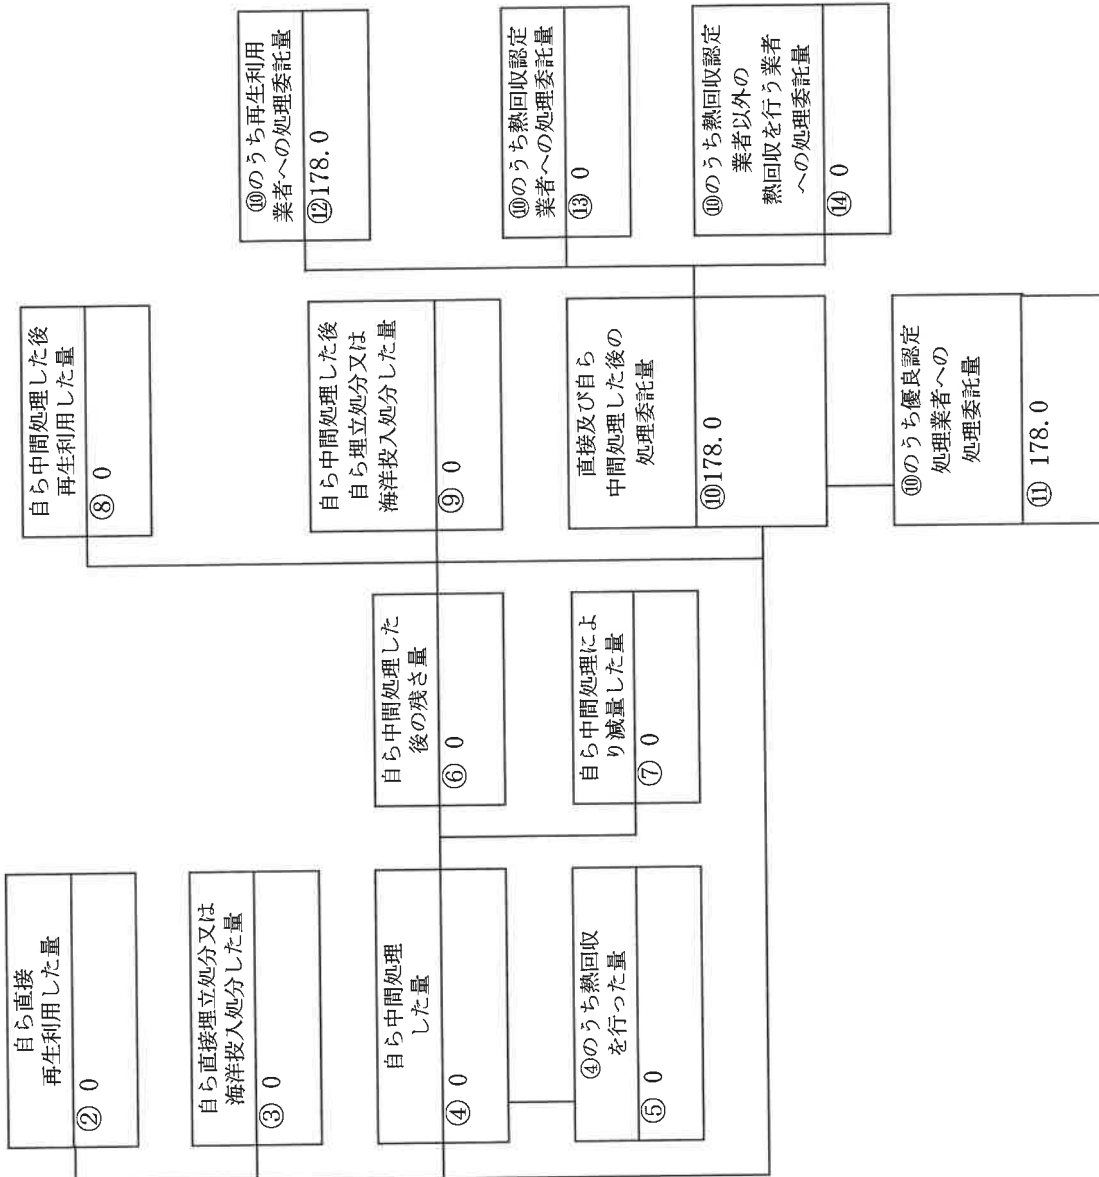 自ら直接
再生利用した量
② 0
自ら直接埋立処分又は
海洋投入処分した量
③ 0
自ら中間処理
した量
④ 0
④のうち熱回収
を行った量
⑤ 0
自ら中間処理した
後の残さ量
⑥ 0
自ら中間処理によ
り減量した量
⑦ 0
自ら中間処理した後
再生利用した量
⑧ 0
自ら中間処理した後
自ら埋立処分又は
海洋投入処分した量
⑨ 0
直接及び自ら
中間処理した後の
処理委託量
⑩178.0
⑩のうち優良認定
処理業者への
処理委託量
⑪ 178.0
⑩のうち再生利用
業者への処理委託量
⑫178.0
⑩のうち熱回収認定
業者への処理委託量
⑬ 0
⑩のうち熱回収認定
業者以外の
熱回収を行う業者
への処理委託量
⑭ 0